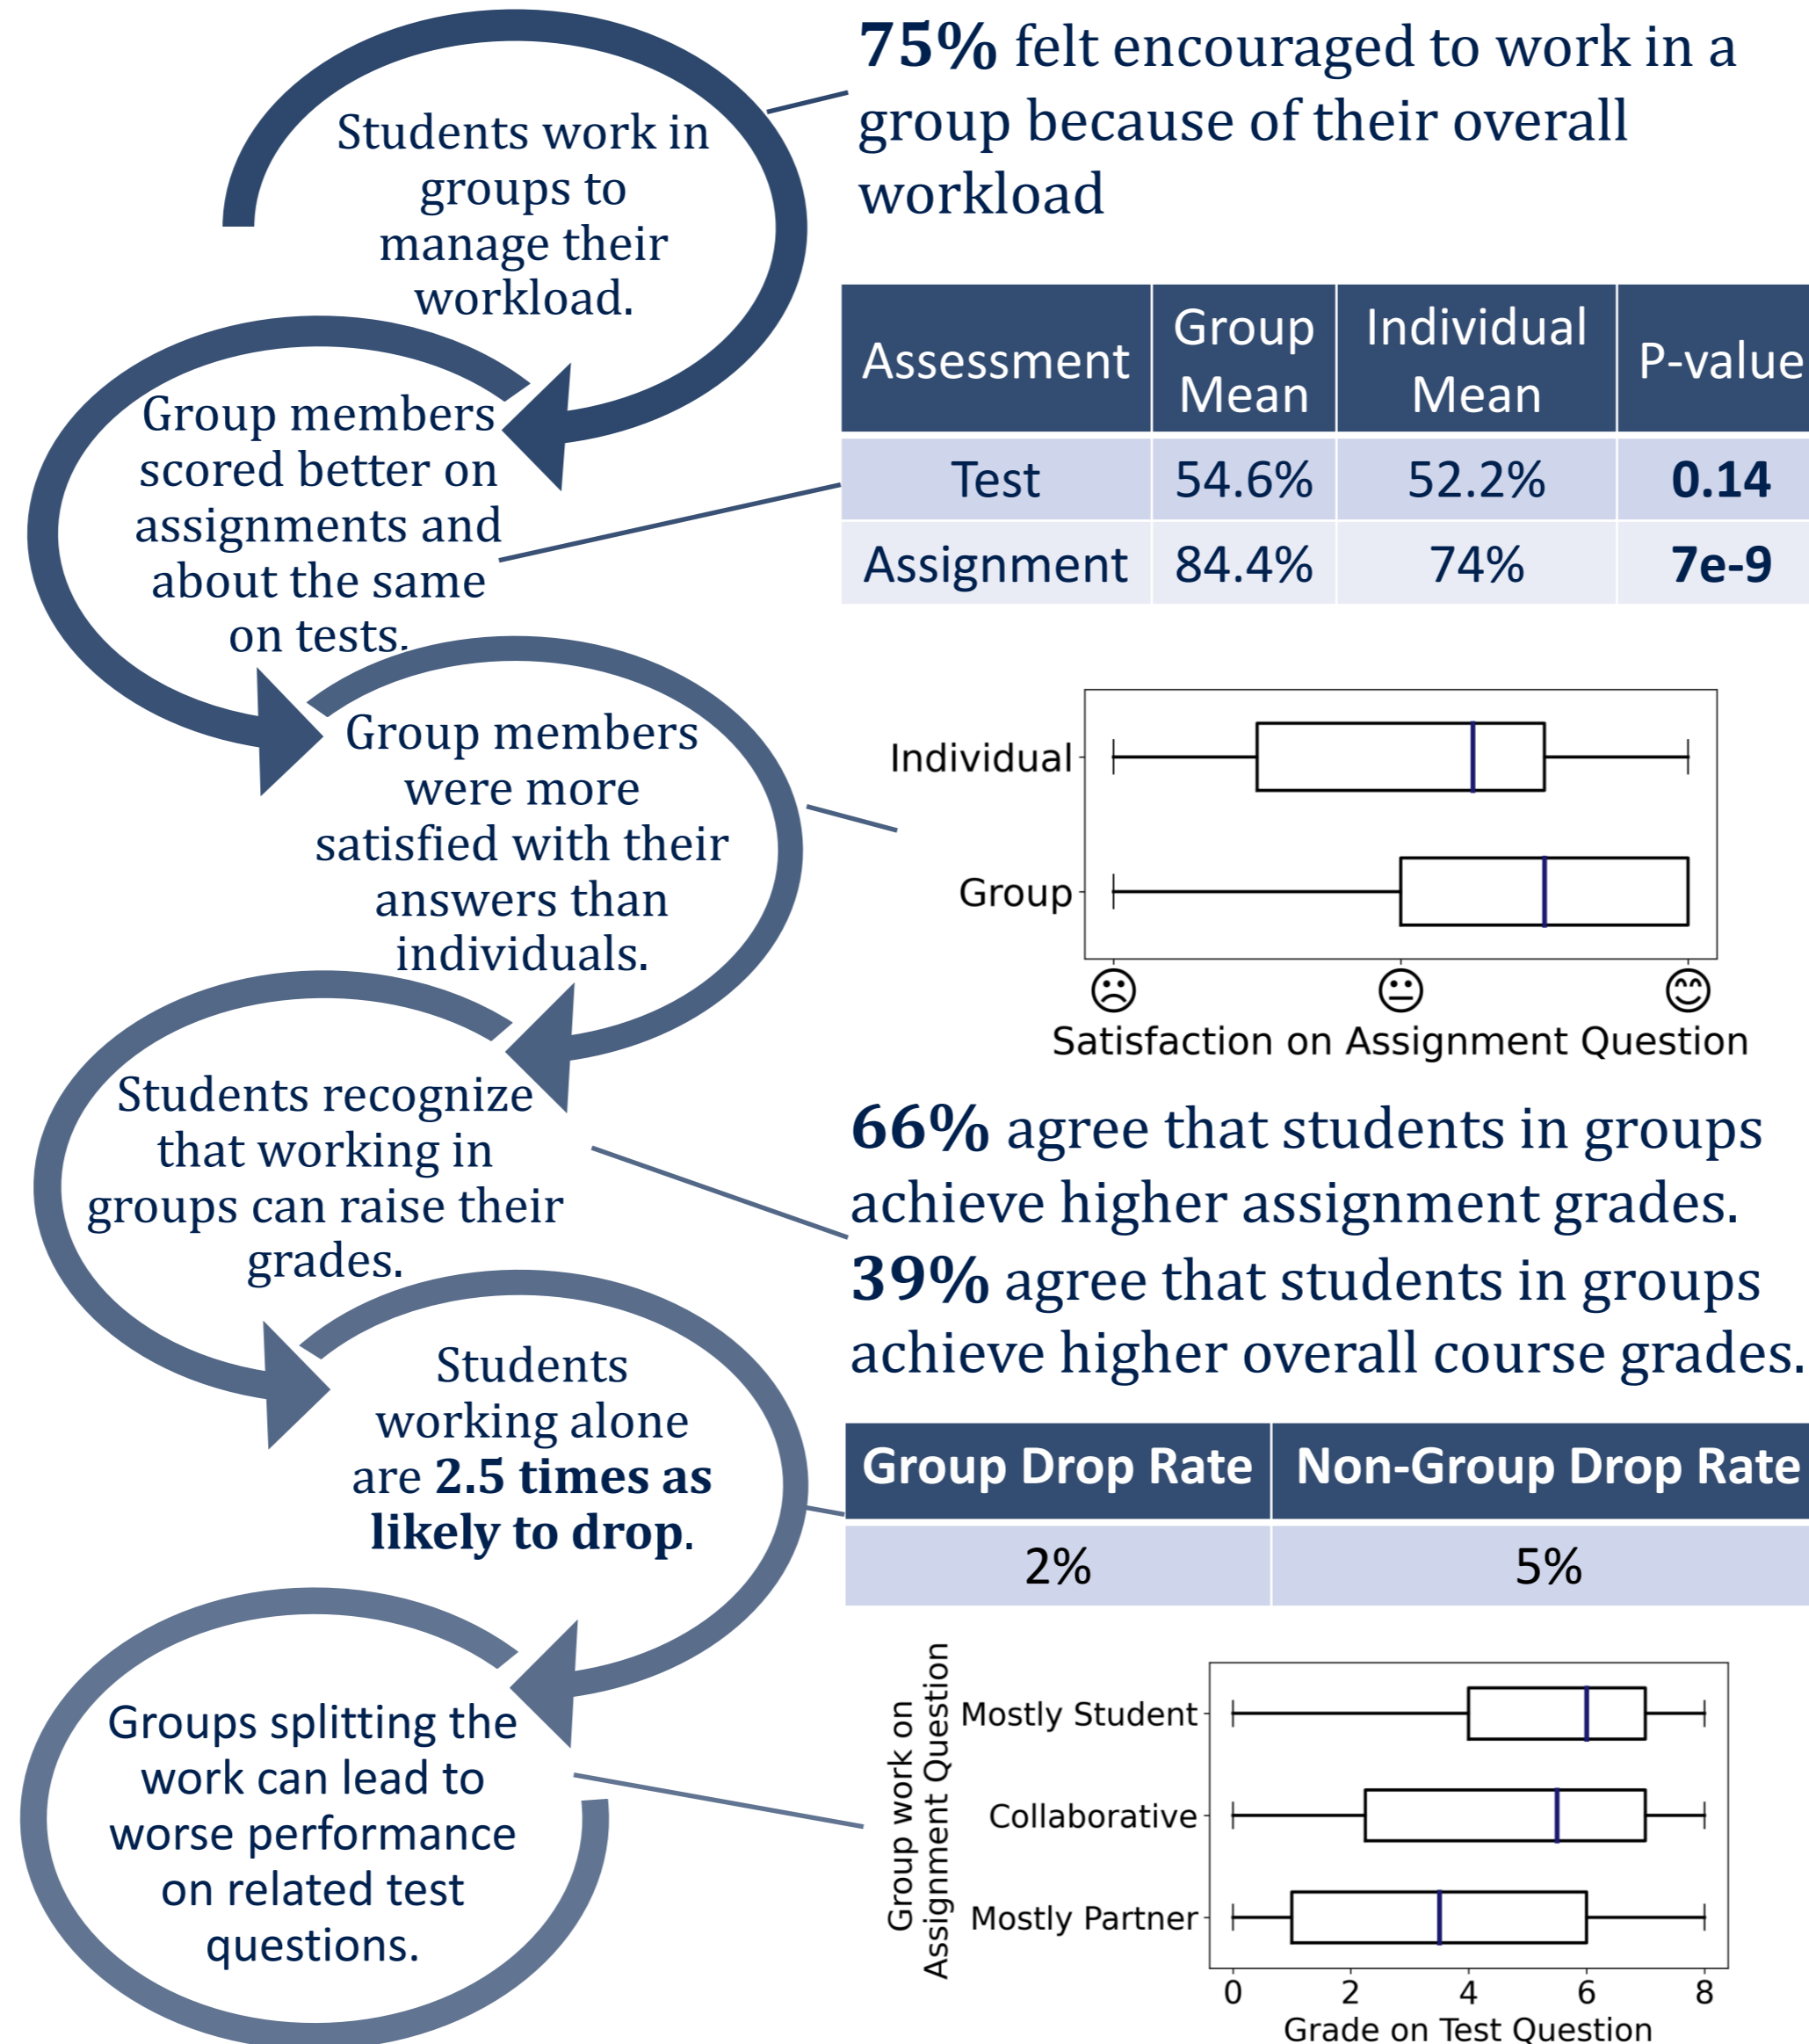 Students work in
groups to
manage their
workload.
75% felt encouraged to work in a
group because of their overall
workload
Group members
scored better on
assignments and
about the same
on tests.
Assessment Group Mean Individual Mean P-value
Test 54.6% 52.2% 0.14
Assignment 84.4% 74% 7e-9
Group members
were more
satisfied with their
answers than
individuals.
Individual
Group
Satisfaction on Assignment Question
Students recognize
that working in
groups can raise their
grades.
66% agree that students in groups
achieve higher assignment grades.
39% agree that students in groups
achieve higher overall course grades.
Students
working alone
are 2.5 times as
likely to drop.
Group Drop Rate Non-Group Drop Rate
2% 5%
Groups splitting the
work can lead to
worse performance
on related test
questions.
Group work on
Assignment Question
Mostly Student
Collaborative
Mostly Partner
0 2 4 6 8
Grade on Test Question